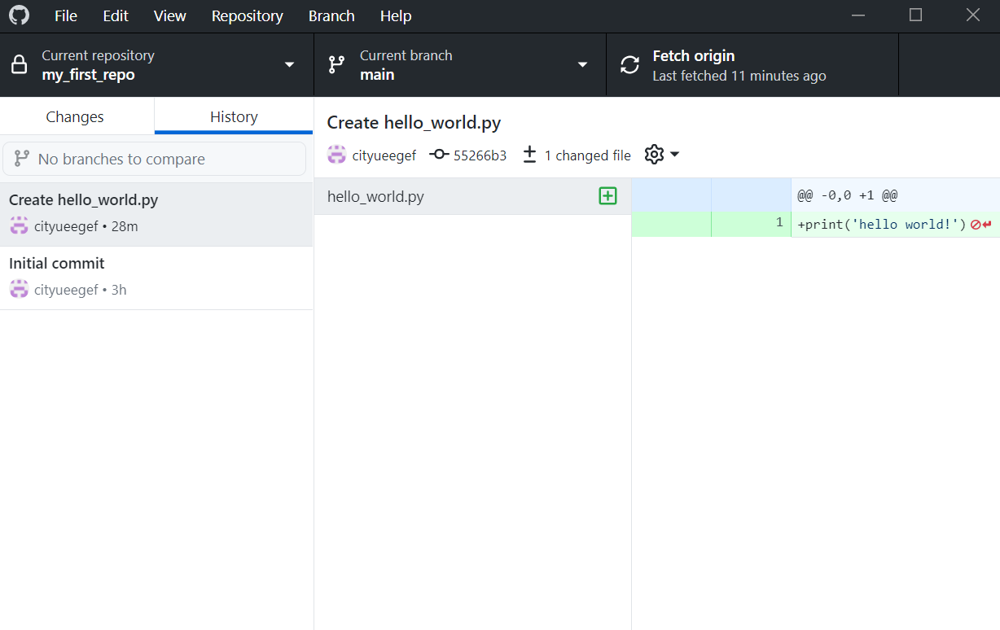 File Edit View Repository Branch Help
Current repository
my_first_repo
Current branch
main
Fetch origin
Last fetched 11 minutes ago
Changes
History
No branches to compare
Create hello_world.py
cityueegef • 28m
Initial commit
cityueegef • 3h
Create hello_world.py
cityueegef 55266b3 1 changed file
hello_world.py
@@ -0,0 +1 @@
1 +print('hello world!')